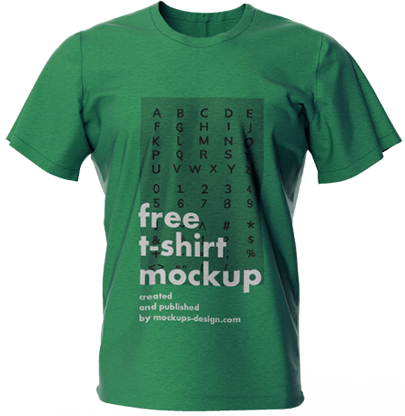 A B C D E
F G H I J
K L M N O
P Q R S
U V W X Y Z
0 1 2 3 4
5 6 7 8 9
free
^ # *
t-shirt
$
%
mockup
created
and published
by mockups-design.com